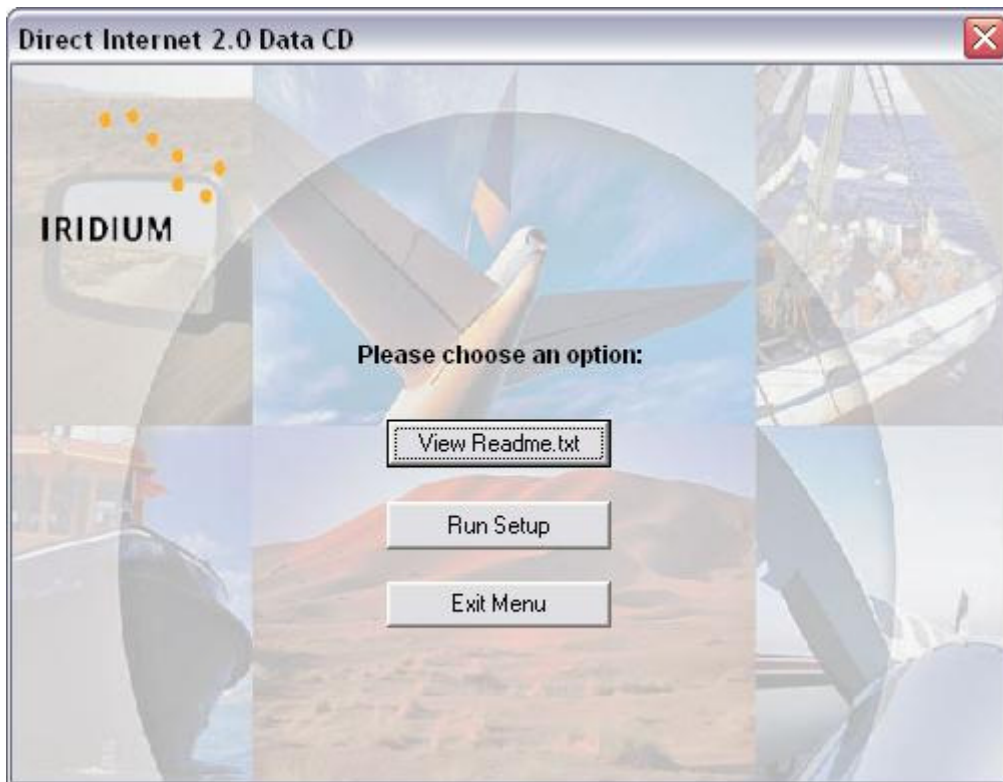 Direct Internet 2.0 Data CD
IRIDIUM
Please choose an option:
View Readme.txt
Run Setup
Exit Menu